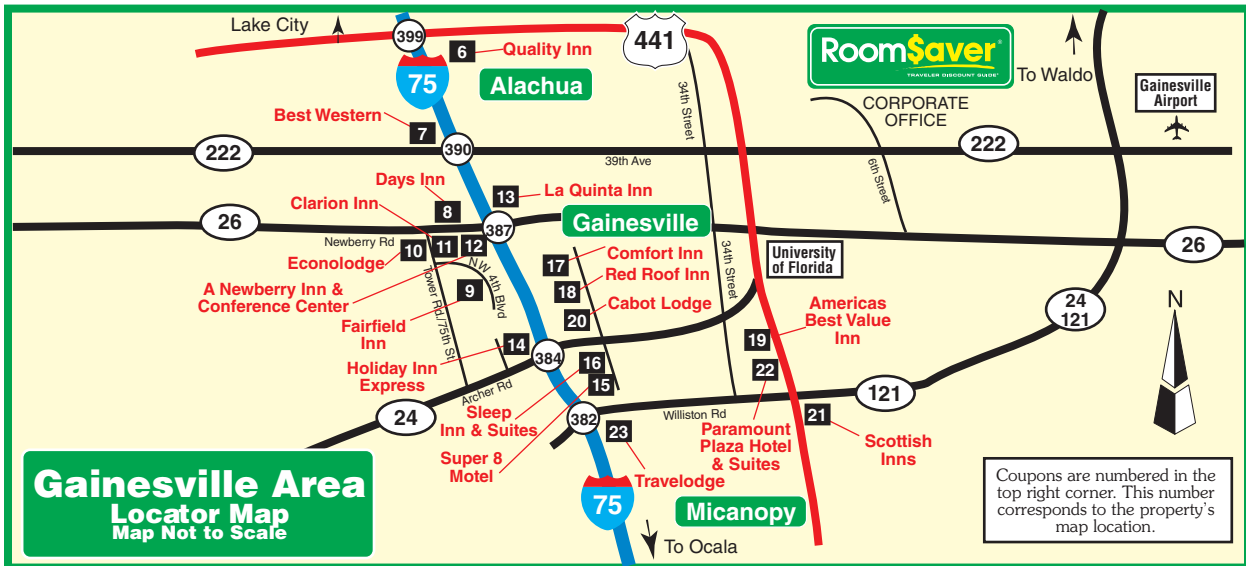 Lake City
399
6
Quality Inn
441
75
Alachua
34th Street
Room$aver®
TRAVELER DISCOUNT GUIDE®
CORPORATE
OFFICE
To Waldo
Gainesville
Airport
Best Western
7
222
390
39th Ave
222
6th Street
Days Inn
8
13
La Quinta Inn
Clarion Inn
26
387
Gainesville
26
Newberry Rd
10
11
12
Econolodge
NW 4th Blvd
Tower Rd./75th St.
9
A Newberry Inn &
Conference Center
Fairfield
Inn
17
Comfort Inn
18
Red Roof Inn
20
Cabot Lodge
34th Street
University
of Florida
24
121
N
Americas
Best Value
Inn
19
14
384
Holiday Inn
Express
16
15
22
Archer Rd
24
Sleep
Inn & Suites
382
Williston Rd
121
21
Scottish
Inns
Super 8
Motel
23
Travelodge
Paramount
Plaza Hotel
& Suites
75
Micanopy
To Ocala
Gainesville Area
Locator Map
Map Not to Scale
Coupons are numbered in the
top right corner. This number
corresponds to the property's
map location.